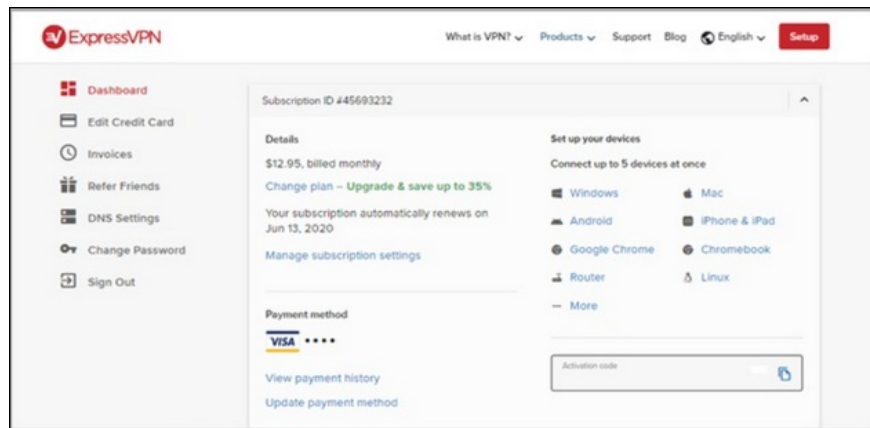 ExpressVPN
What is VPN? Products Support Blog English Setup
Dashboard
Edit Credit Card
Invoices
Refer Friends
DNS Settings
Change Password
Sign Out
Subscription ID #45693232
Details
$12.95, billed monthly
Change plan – Upgrade & save up to 35%
Your subscription automatically renews on
Jun 13, 2020
Manage subscription settings
Payment method
VISA ••••
View payment history
Update payment method
Set up your devices
Connect up to 5 devices at once
Windows Mac
Android iPhone & iPad
Google Chrome Chromebook
Router Linux
More
Activation code